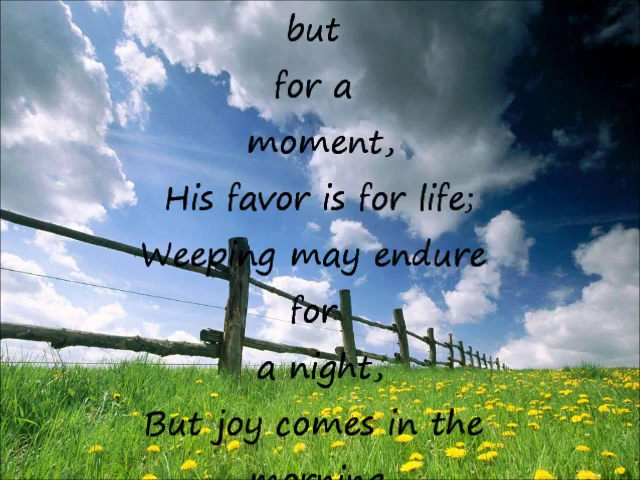 but
for a
moment,
His favor is for life;
Weeping may endure
for
a night,
But joy comes in the
morning